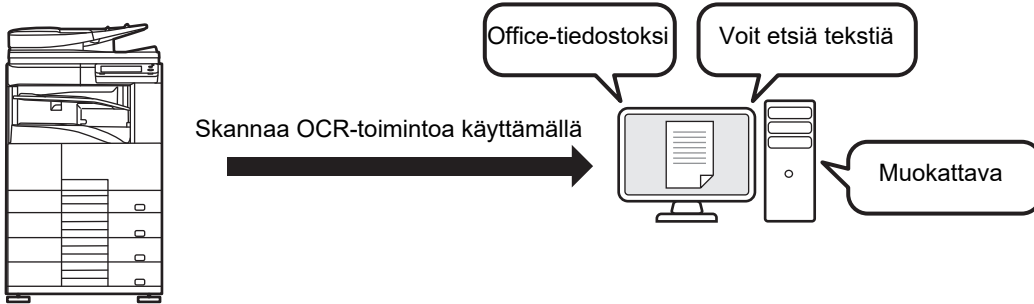 Office-tiedostoksi
Voit etsiä tekstiä
Skannaa OCR-toimintoa käyttämällä
Muokattava